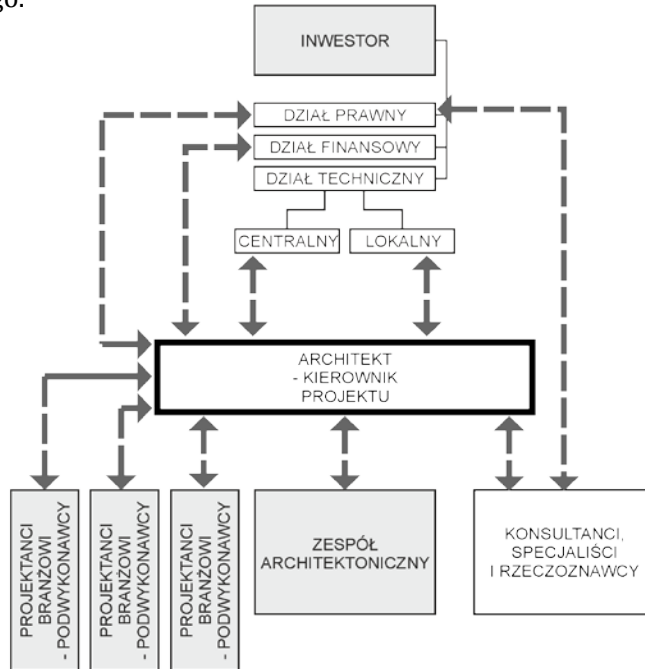 go.
INWESTOR
DZIAŁ PRAWNY
DZIAŁ FINANSOWY
DZIAŁ TECHNICZNY
CENTRALNY
LOKALNY
ARCHITEKT
- KIEROWNIK
PROJEKTU
PROJEKTANCI
BRANŻOWI
- PODWYKONAWCY
PROJEKTANCI
BRANŻOWI
- PODWYKONAWCY
PROJEKTANCI
BRANŻOWI
- PODWYKONAWCY
ZESPÓŁ
ARCHITEKTONICZNY
KONSULTANCI,
SPECJALIŚCI
I RZECZOZNAWCY